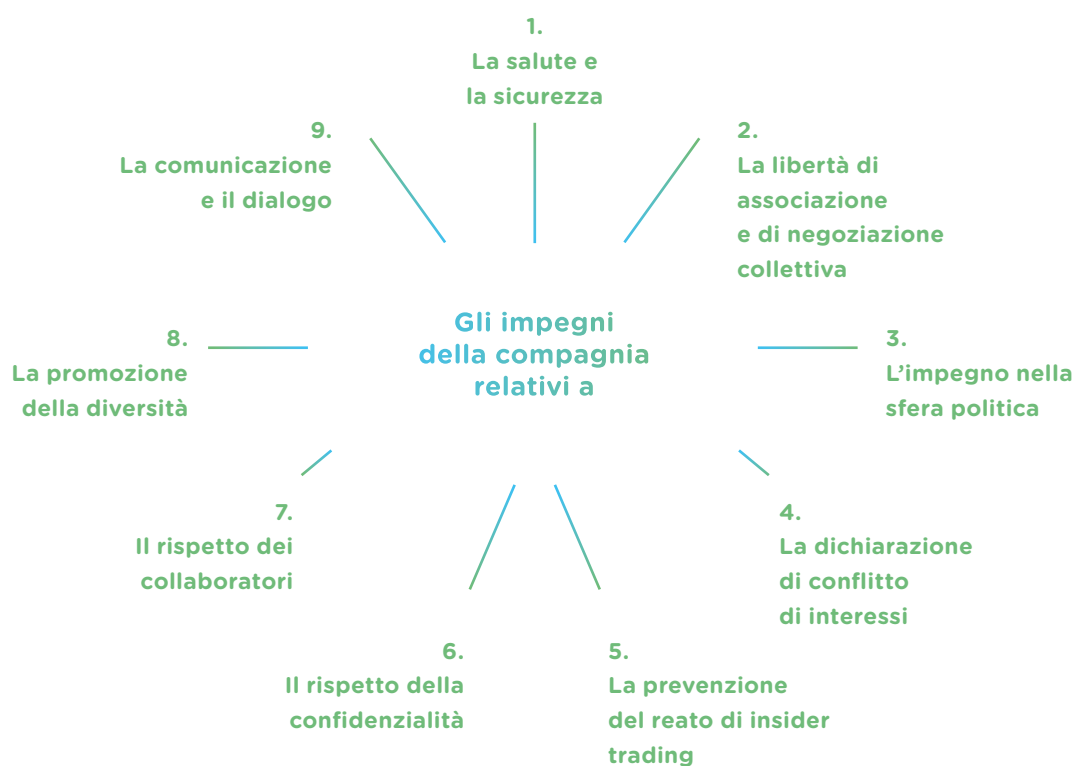 Gli impegni
della compagnia
relativi a
1.
La salute e
la sicurezza
2.
La libertà di
associazione
e di negoziazione
collettiva
3.
L’impegno nella
sfera politica
4.
La dichiarazione
di conflitto
di interessi
5.
La prevenzione
del reato di insider
trading
6.
Il rispetto della
confidenzialità
7.
Il rispetto dei
collaboratori
8.
La promozione
della diversità
9.
La comunicazione
e il dialogo